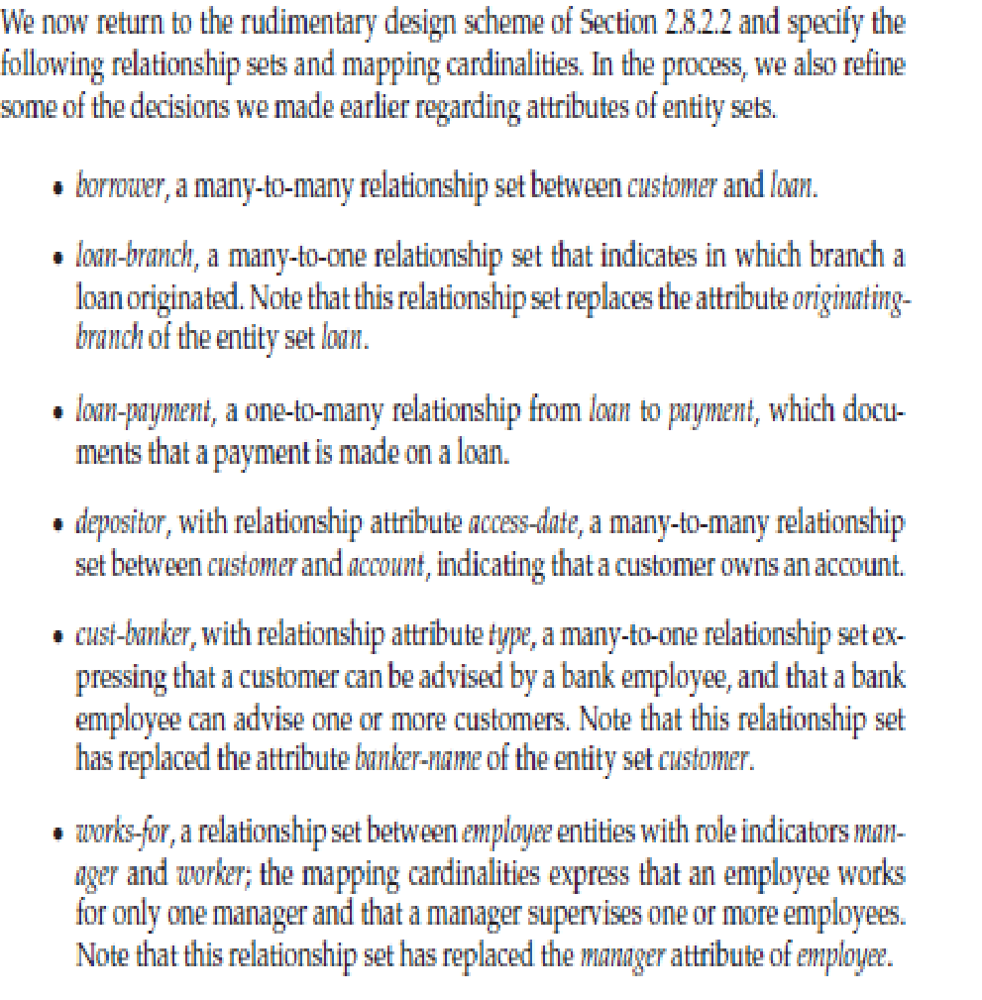 We now return to the rudimentary design scheme of Section 2.8.2.2 and specify the
following relationship sets and mapping cardinalities. In the process, we also refine
some of the decisions we made earlier regarding attributes of entity sets.
• borrower, a many-to-many relationship set between customer and loan.
• loan-branch, a many-to-one relationship set that indicates in which branch a
loan originated. Note that this relationship set replaces the attribute originating-
branch of the entity set loan.
• loan-payment, a one-to-many relationship from loan to payment, which docu-
ments that a payment is made on a loan.
• depositor, with relationship attribute access-date, a many-to-many relationship
set between customer and account, indicating that a customer owns an account.
• cust-banker, with relationship attribute type, a many-to-one relationship set ex-
pressing that a customer can be advised by a bank employee, and that a bank
employee can advise one or more customers. Note that this relationship set
has replaced the attribute banker-name of the entity set customer.
• works-for, a relationship set between employee entities with role indicators man-
ager and worker; the mapping cardinalities express that an employee works
for only one manager and that a manager supervises one or more employees.
Note that this relationship set has replaced the manager attribute of employee.